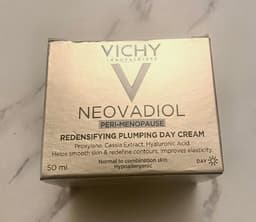 VICHY
LABORATOIRES
NEOVADIOL
PERI-MENOPAUSE
REDENSIFYING PLUMPING DAY CREAM
Proxylane, Cassia Extract, Hyaluronic Acid.
Helps smooth skin & redefine contours, improves elasticity.
Normal to combination skin
Hypoallergenic
50 ml
DAY